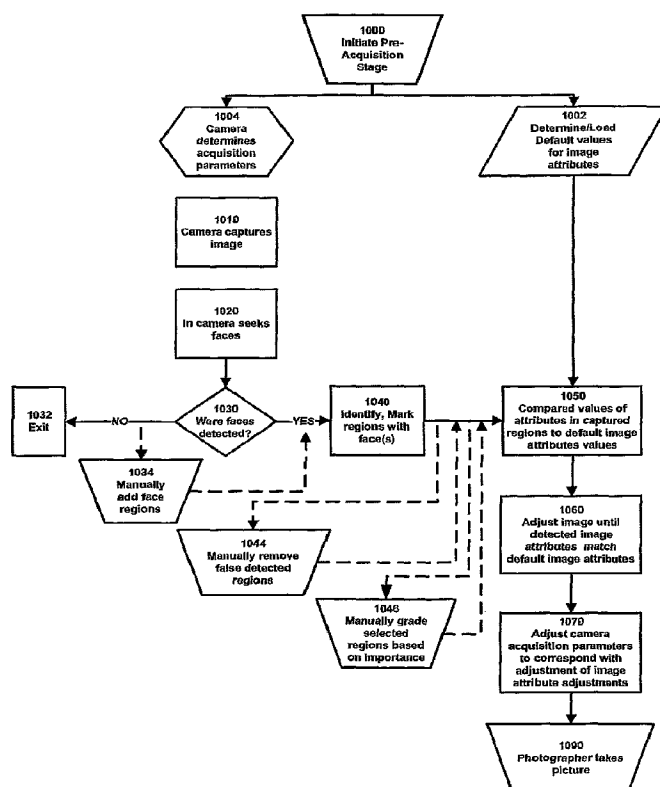 1000
Initiate Pre-
Acquisition
Stage
1004
Camera
determines
acquisition
parameters
1002
Determine/Load
Default values
for image
attributes
1010
Camera captures
image
1020
In camera seeks
faces
1032
Exit
NO
1030
Were faces
detected?
YES
1040
Identify, Mark
regions with
face(s)
1050
Compared values of
attributes in captured
regions to default image
attributes values
1034
Manually
add face
regions
1044
Manually remove
false detected
regions
1060
Adjust image until
detected image
attributes match
default image attributes
1046
Manually grade
selected
regions based
on importance
1070
Adjust camera
acquisition parameters
to correspond with
adjustment of image
attribute adjustments
1090
Photographer takes
picture